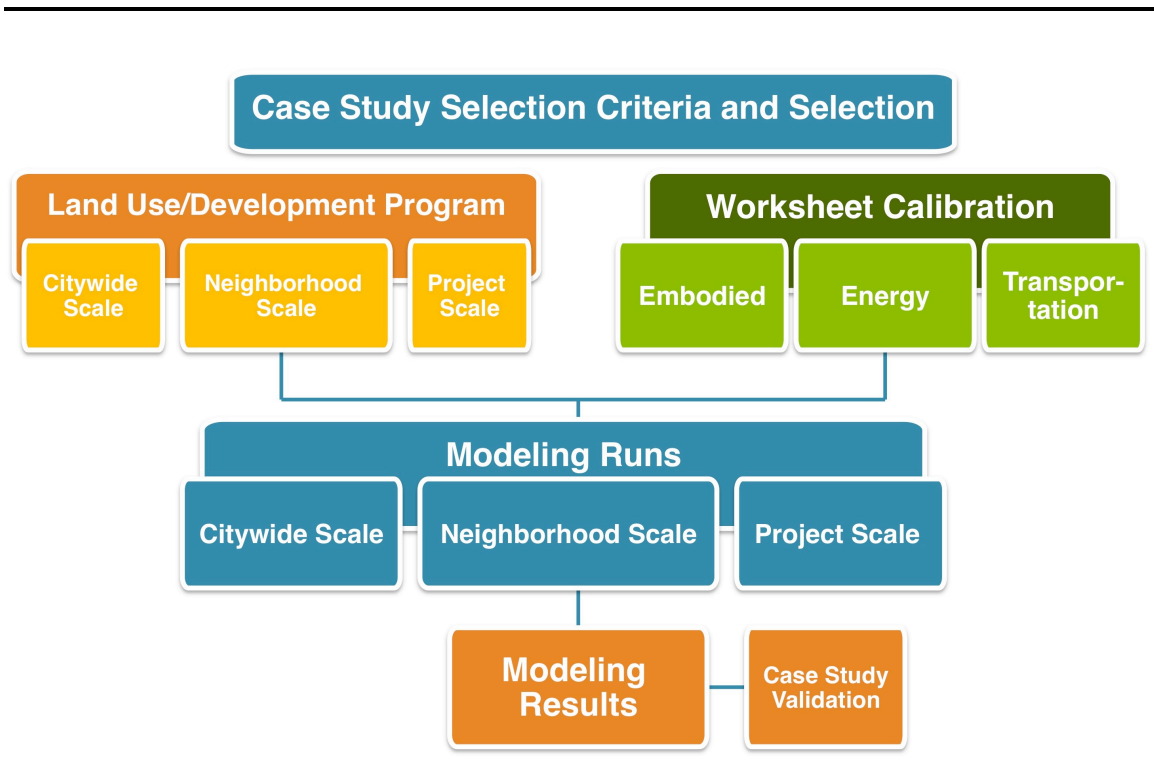 Case Study Selection Criteria and Selection
Land Use/Development Program
Citywide
Scale
Neighborhood
Scale
Project
Scale
Worksheet Calibration
Embodied
Energy
Transpor-
tation
Modeling Runs
Citywide Scale
Neighborhood Scale
Project Scale
Modeling
Results
Case Study
Validation